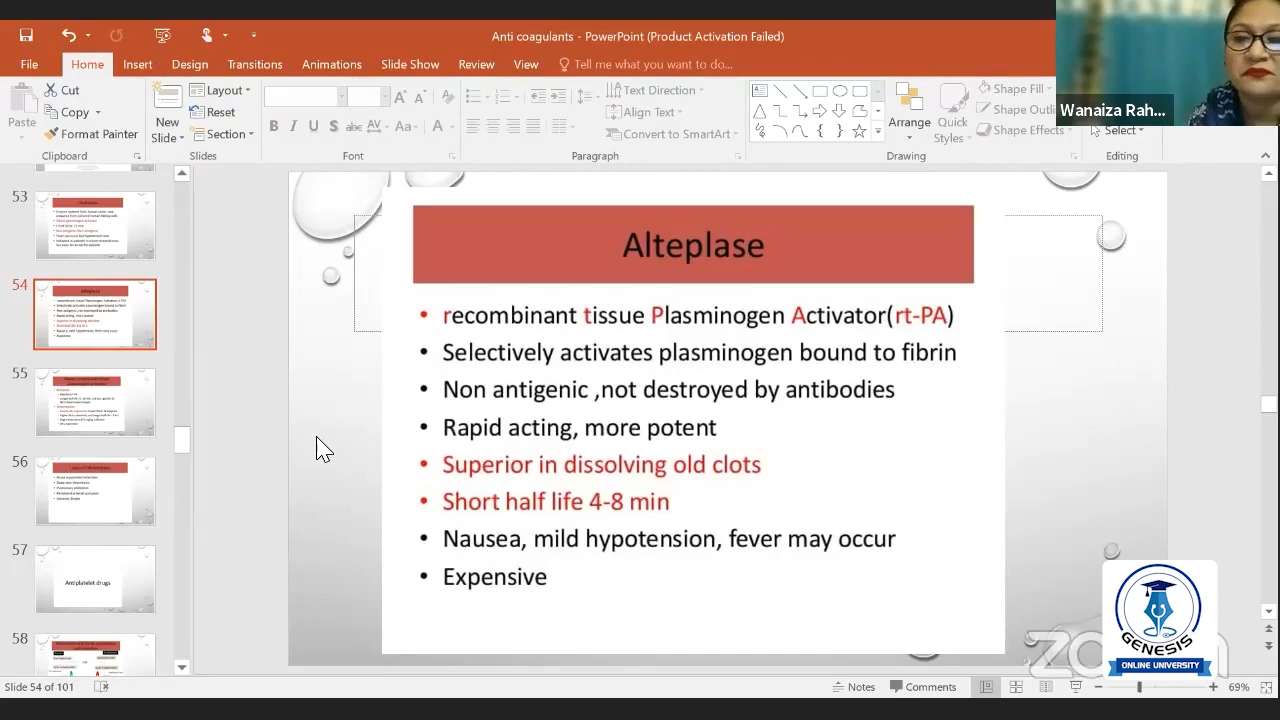 Anti coagulants - PowerPoint (Product Activation Failed)
File Home Insert Design Transitions Animations Slide Show Review View Tell me what you want to do...
Wanaiza Rah...
Paste
Cut
Copy
Format Painter
Clipboard
New Slide
Layout
Reset
Section
Slides
Font
Text Direction
Align Text
Convert to SmartArt
Paragraph
Arrange
Quick Styles
Shape Fill
Shape Outli
Shape Effects
Drawing
Select
Editing
53
54
Alteplase
55
56
57
Antiplatelet drugs
58
Alteplase
• recombinant tissue Plasminogen Activator(rt-PA)
• Selectively activates plasminogen bound to fibrin
• Non antigenic ,not destroyed by antibodies
• Rapid acting, more potent
• Superior in dissolving old clots
• Short half life 4-8 min
• Nausea, mild hypotension, fever may occur
• Expensive
zoom
GENESIS
ONLINE UNIVERSITY
Slide 54 of 101
Notes
Comments
69%